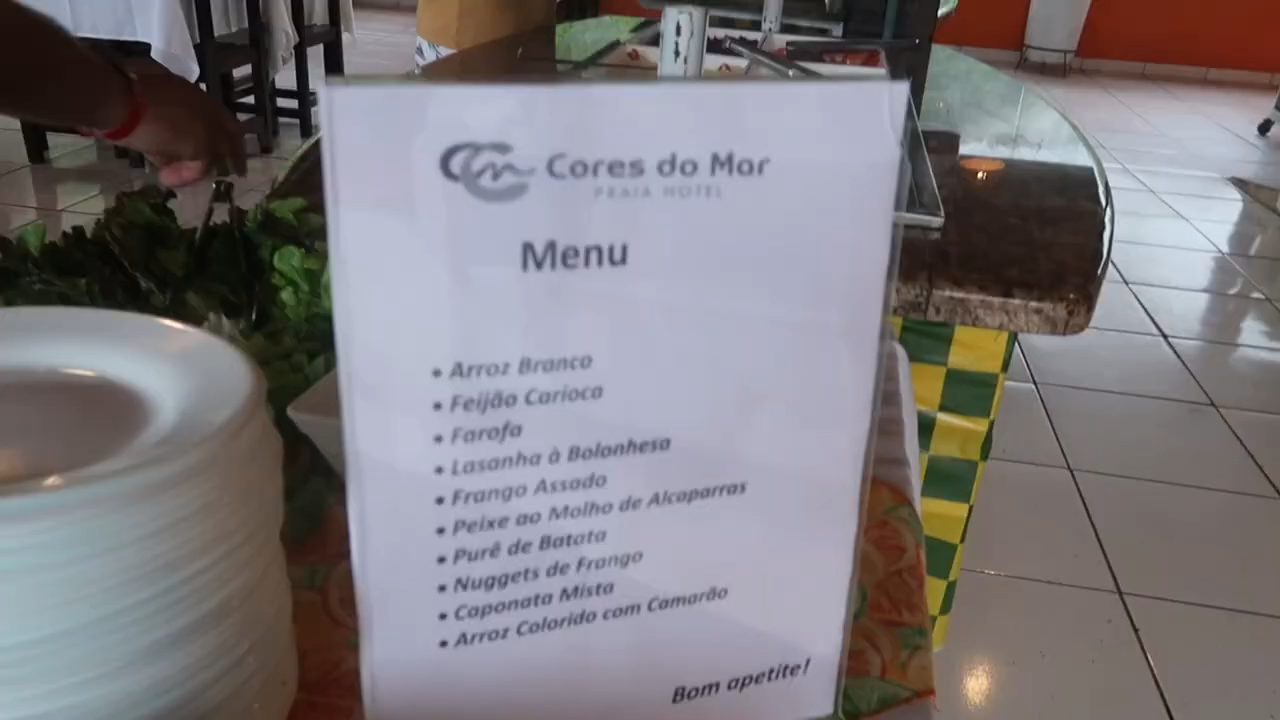 Cores do Mar
PRAIA HOTEL
Menu
• Arroz Branco
• Feijão Carioca
• Farofa
• Lasanha à Bolonhesa
• Frango Assado
• Peixe ao Molho de Alcaparras
• Purê de Batata
• Nuggets de Frango
• Caponata Mista
• Arroz Colorido com Camarão
Bom apetite!